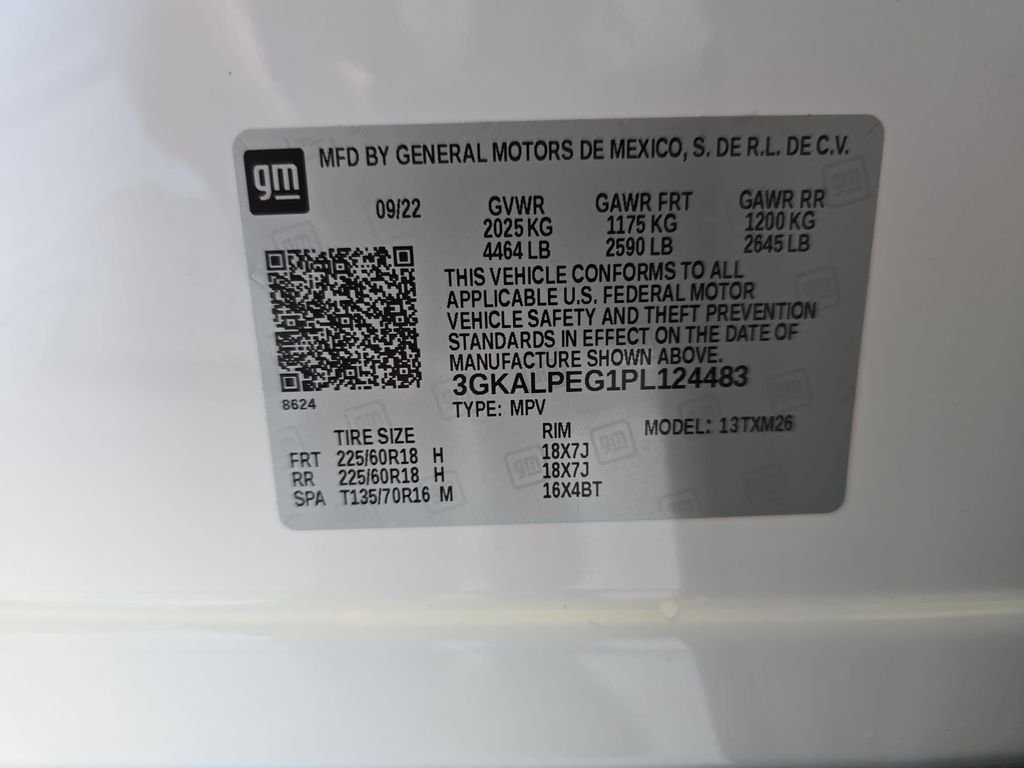 gm
MFD BY GENERAL MOTORS DE MEXICO, S. DE R.L. DE C.V.
09/22 GVWR GAWR FRT GAWR RR
2025 KG 1175 KG 1200 KG
4464 LB 2590 LB 2645 LB
THIS VEHICLE CONFORMS TO ALL
APPLICABLE U.S. FEDERAL MOTOR
VEHICLE SAFETY AND THEFT PREVENTION
STANDARDS IN EFFECT ON THE DATE OF
MANUFACTURE SHOWN ABOVE.
3GKALPEG1PL124483
8624
TYPE: MPV
MODEL: 13TXM26
TIRE SIZE RIM
FRT 225/60R18 H 18X7J
RR 225/60R18 H 18X7J
SPA T135/70R16 M 16X4BT